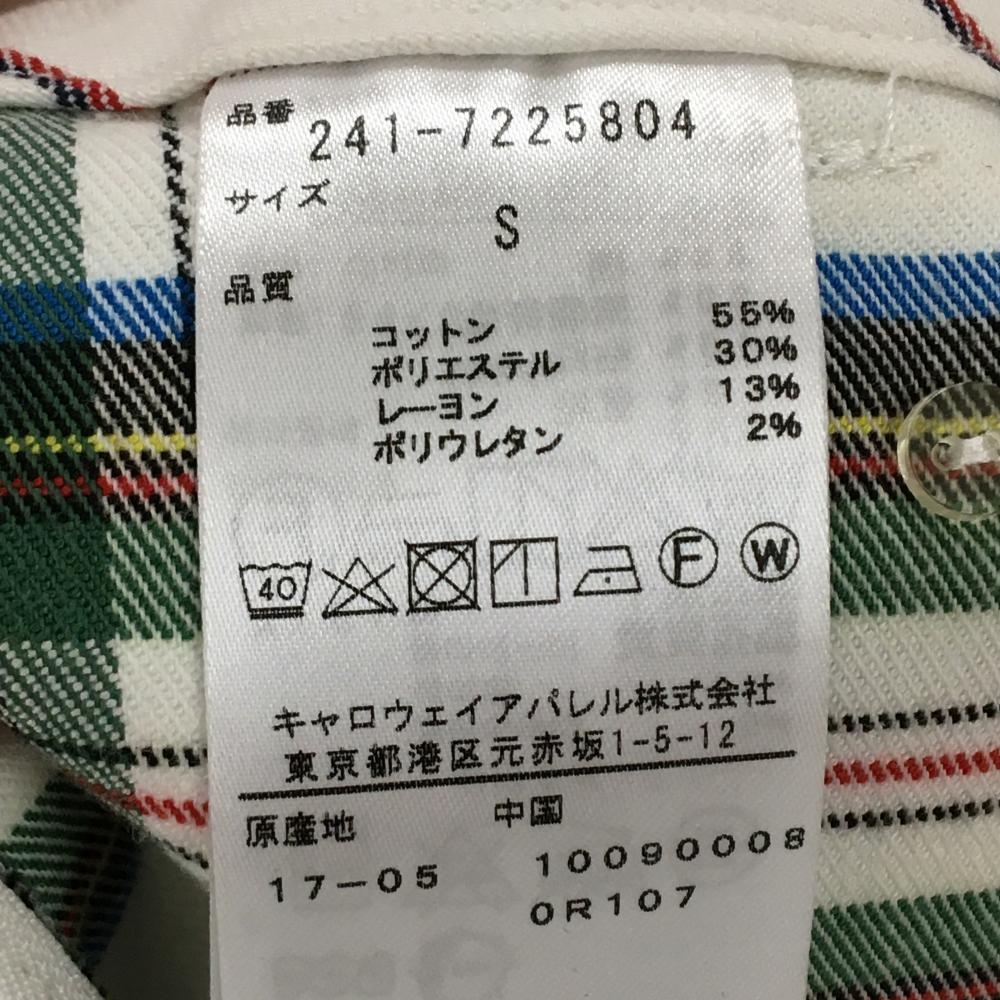 品番 241-7225804
サイズ
S
品質
コットン 55%
ポリエステル 30%
レーヨン 13%
ポリウレタン 2%
40 F W
キャロウェイアパレル株式会社
東京都港区元赤坂1-5-12
原産地 中国
17-05 10090008
0R107